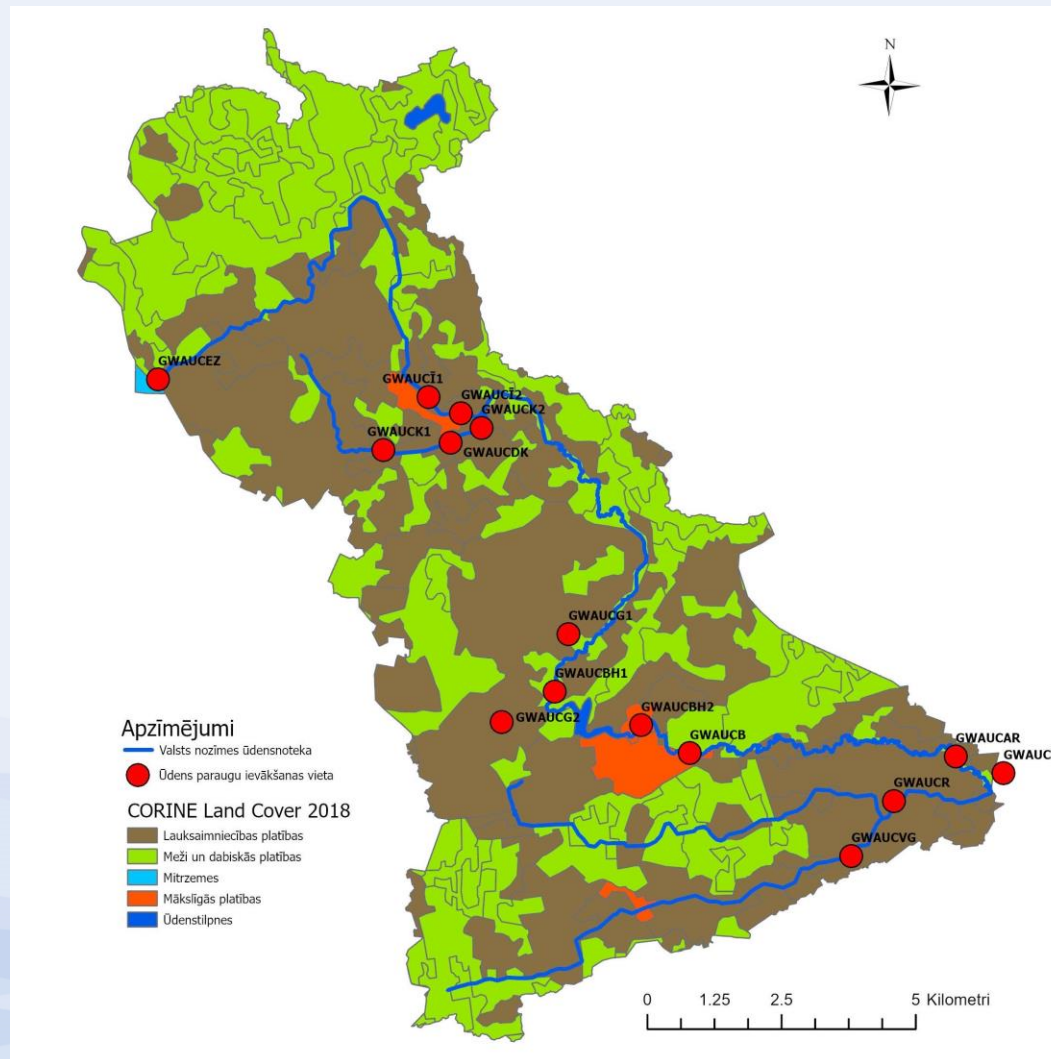 N
GWAUCEZ
GWAUCĪ1
GWAUCĪ2
GWAUCK2
GWAUCK1
GWAUCDK
GWAUCG1
GWAUCBH1
GWAUCG2
GWAUCBH2
GWAUCB
GWAUCAR
GWAUC
GWAUCR
GWAUCVG
Apzīmējumi
Valsts nozīmes ūdensnoteka
Ūdens paraugu ievākšanas vieta
CORINE Land Cover 2018
Lauksaimniecības platības
Meži un dabiskās platības
Mitrzemes
Mākslīgās platības
Ūdenstilpnes
0 1.25 2.5 5 Kilometri